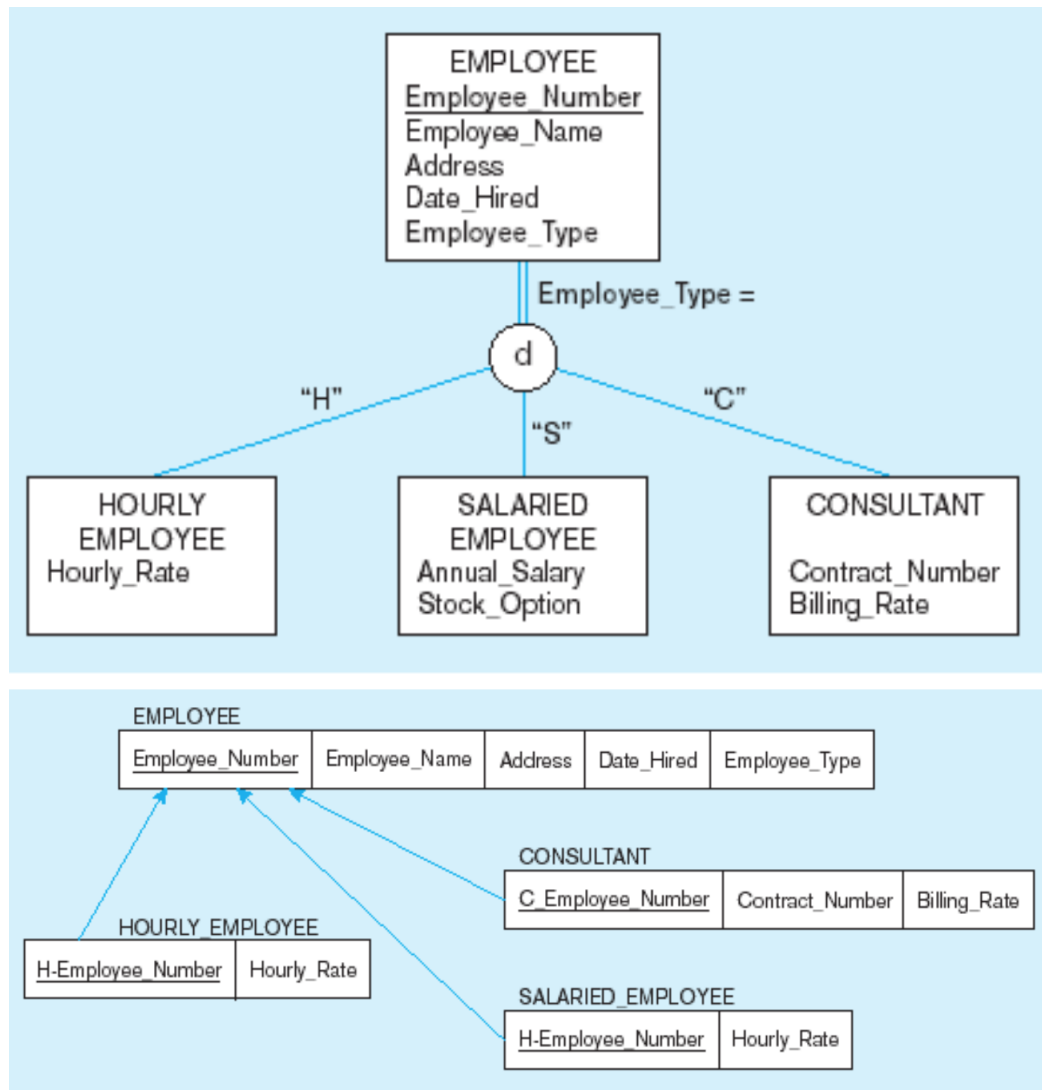 EMPLOYEE
Employee_Number
Employee_Name
Address
Date_Hired
Employee_Type
Employee_Type =
d
“H”
“S”
“C”
HOURLY
EMPLOYEE
Hourly_Rate
SALARIED
EMPLOYEE
Annual_Salary
Stock_Option
CONSULTANT
Contract_Number
Billing_Rate
EMPLOYEE
Employee_Number Employee_Name Address Date_Hired Employee_Type
CONSULTANT
C_Employee_Number Contract_Number Billing_Rate
HOURLY_EMPLOYEE
H-Employee_Number Hourly_Rate
SALARIED_EMPLOYEE
H-Employee_Number Hourly_Rate